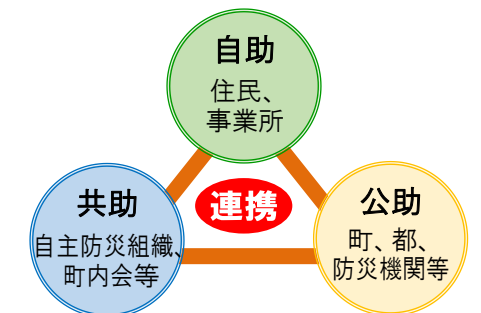 自助
住民、
事業所
連携
共助
自主防災組織、
町内会等
公助
町、都、
防災機関等